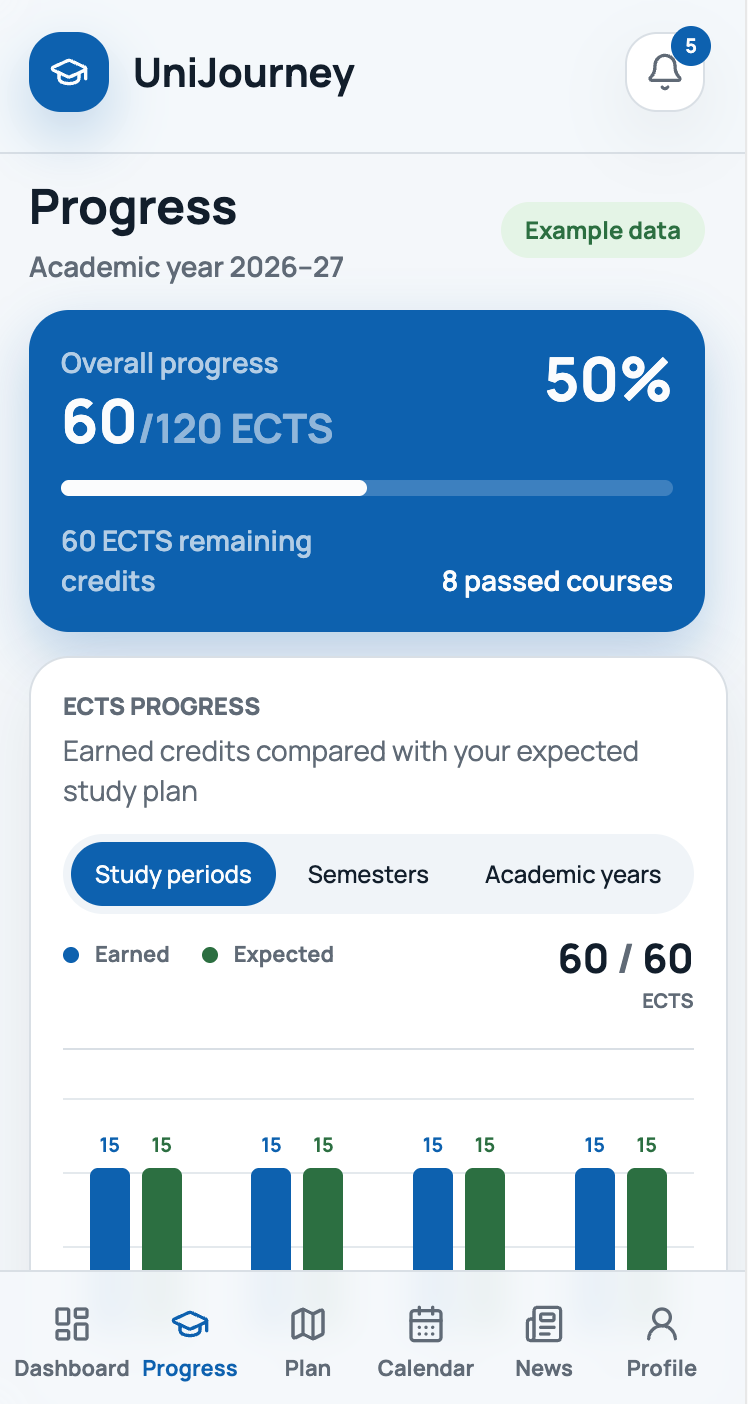 UniJourney
5
Progress
Academic year 2026–27
Example data
Overall progress
60/120 ECTS
50%
60 ECTS remaining
credits
8 passed courses
ECTS PROGRESS
Earned credits compared with your expected
study plan
Study periods Semesters Academic years
Earned Expected
60 / 60
ECTS
15 15 15 15 15 15 15 15
Dashboard Progress Plan Calendar News Profile